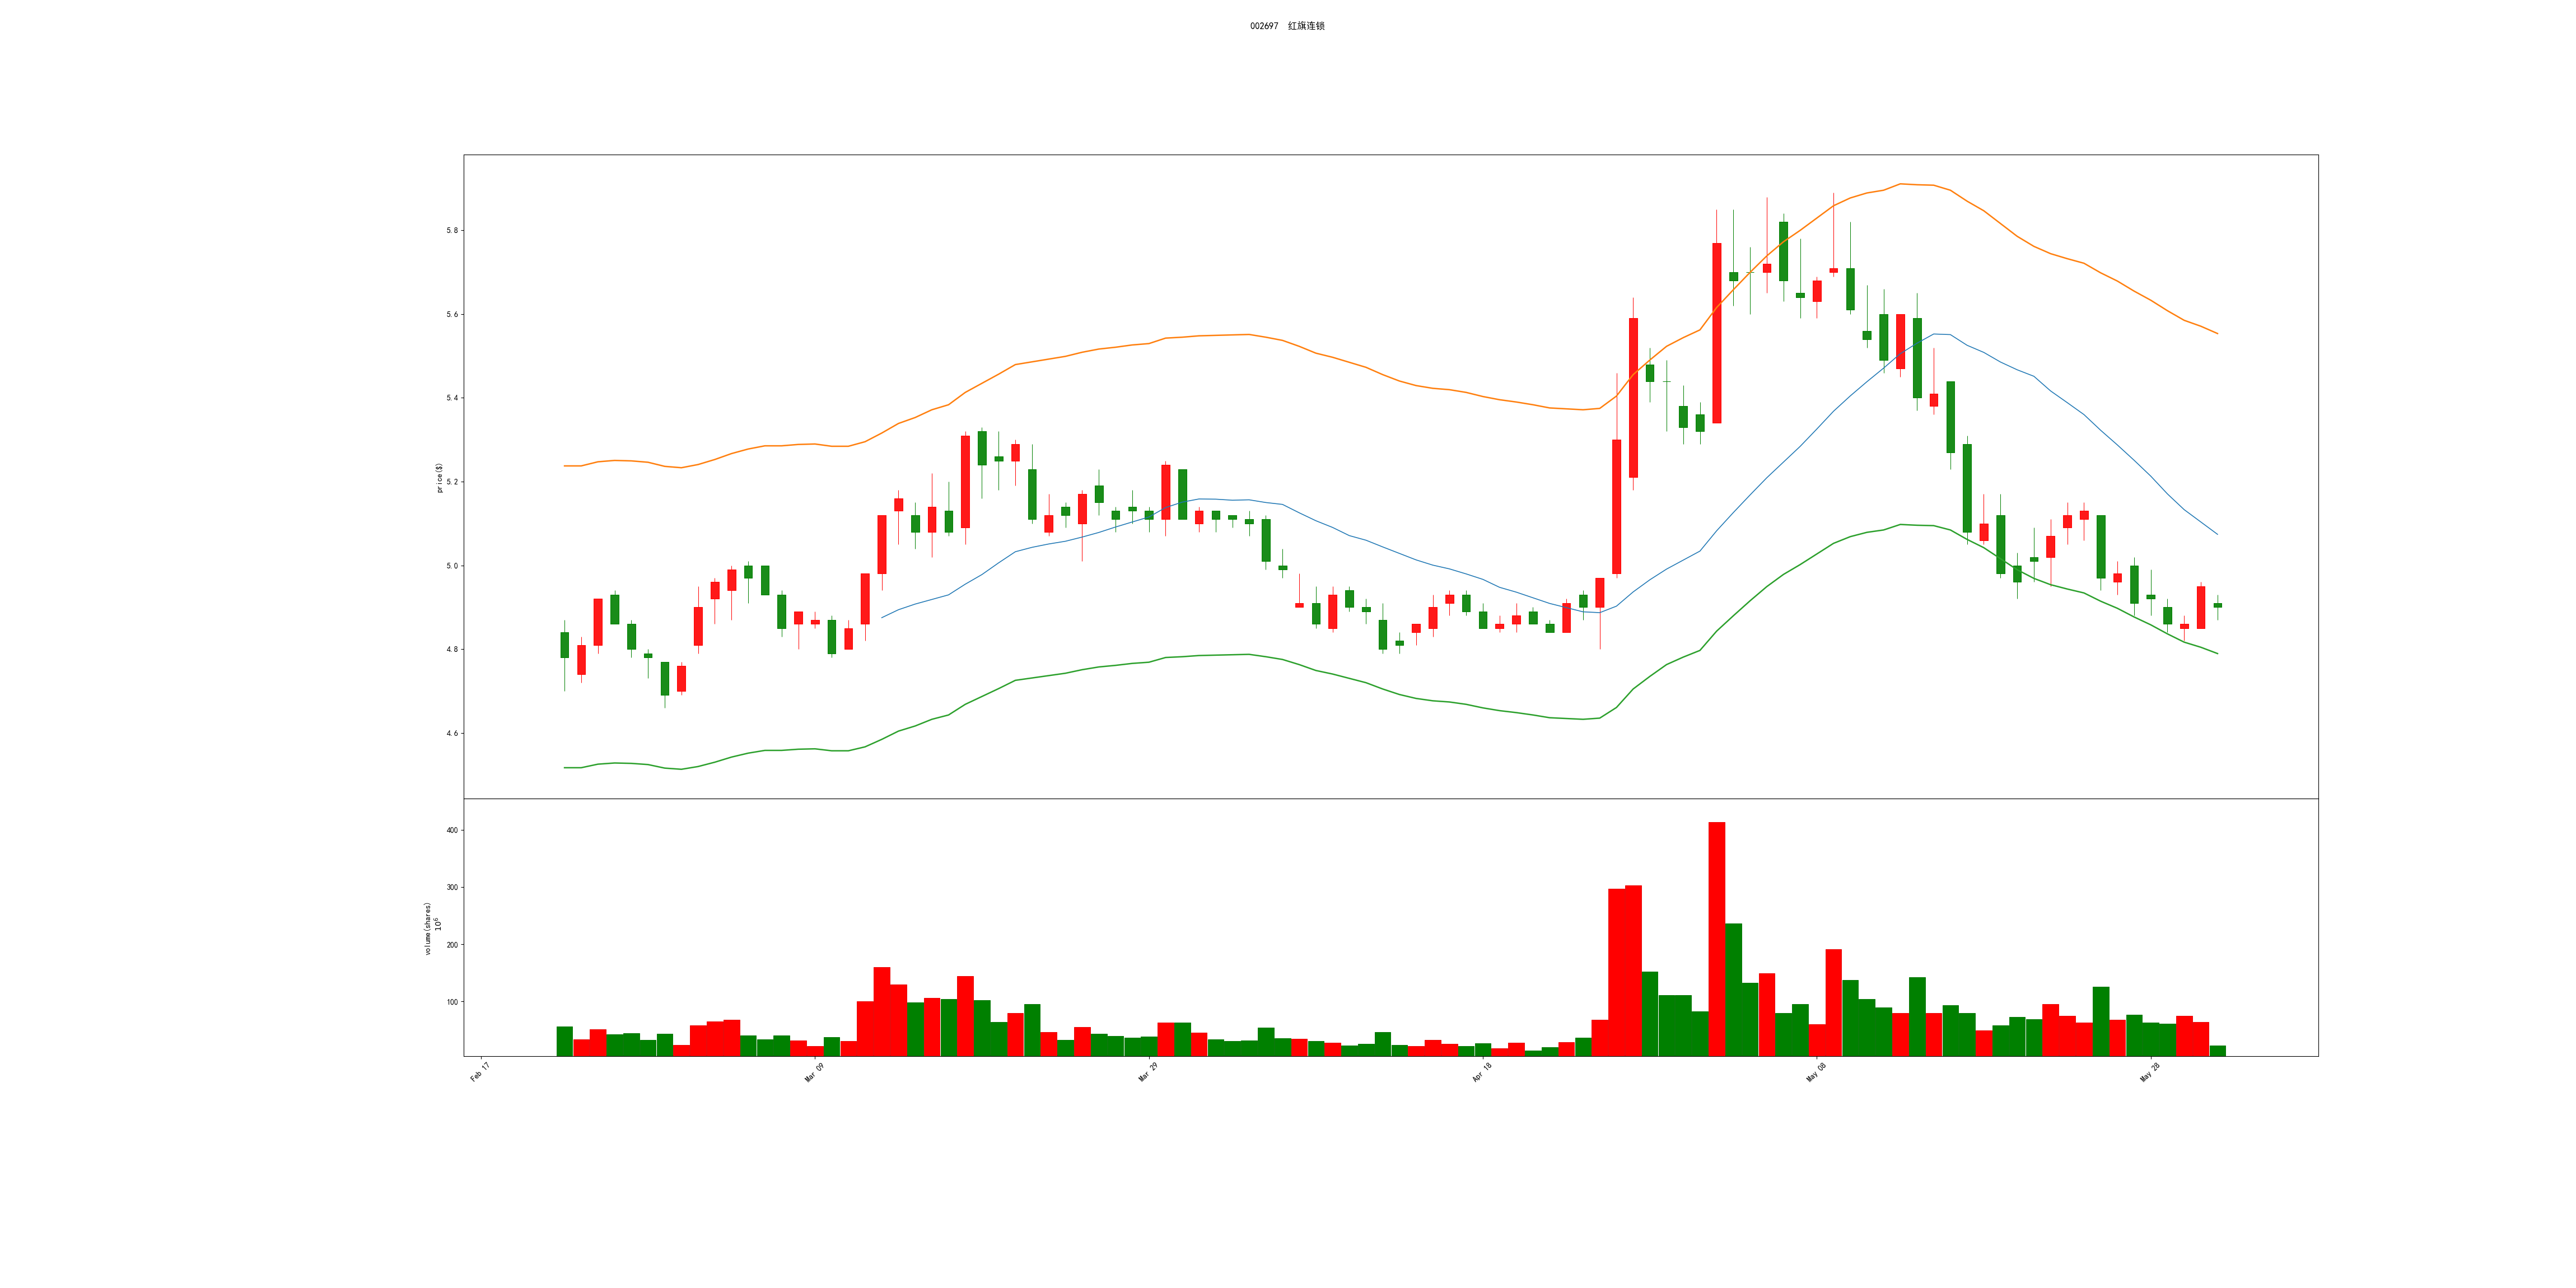 002697 红旗连锁
price($)
5.8
5.6
5.4
5.2
5.0
4.8
4.6
volume(shares)
10^6
400
300
200
100
Feb 17
Mar 09
Mar 29
Apr 18
May 08
May 28